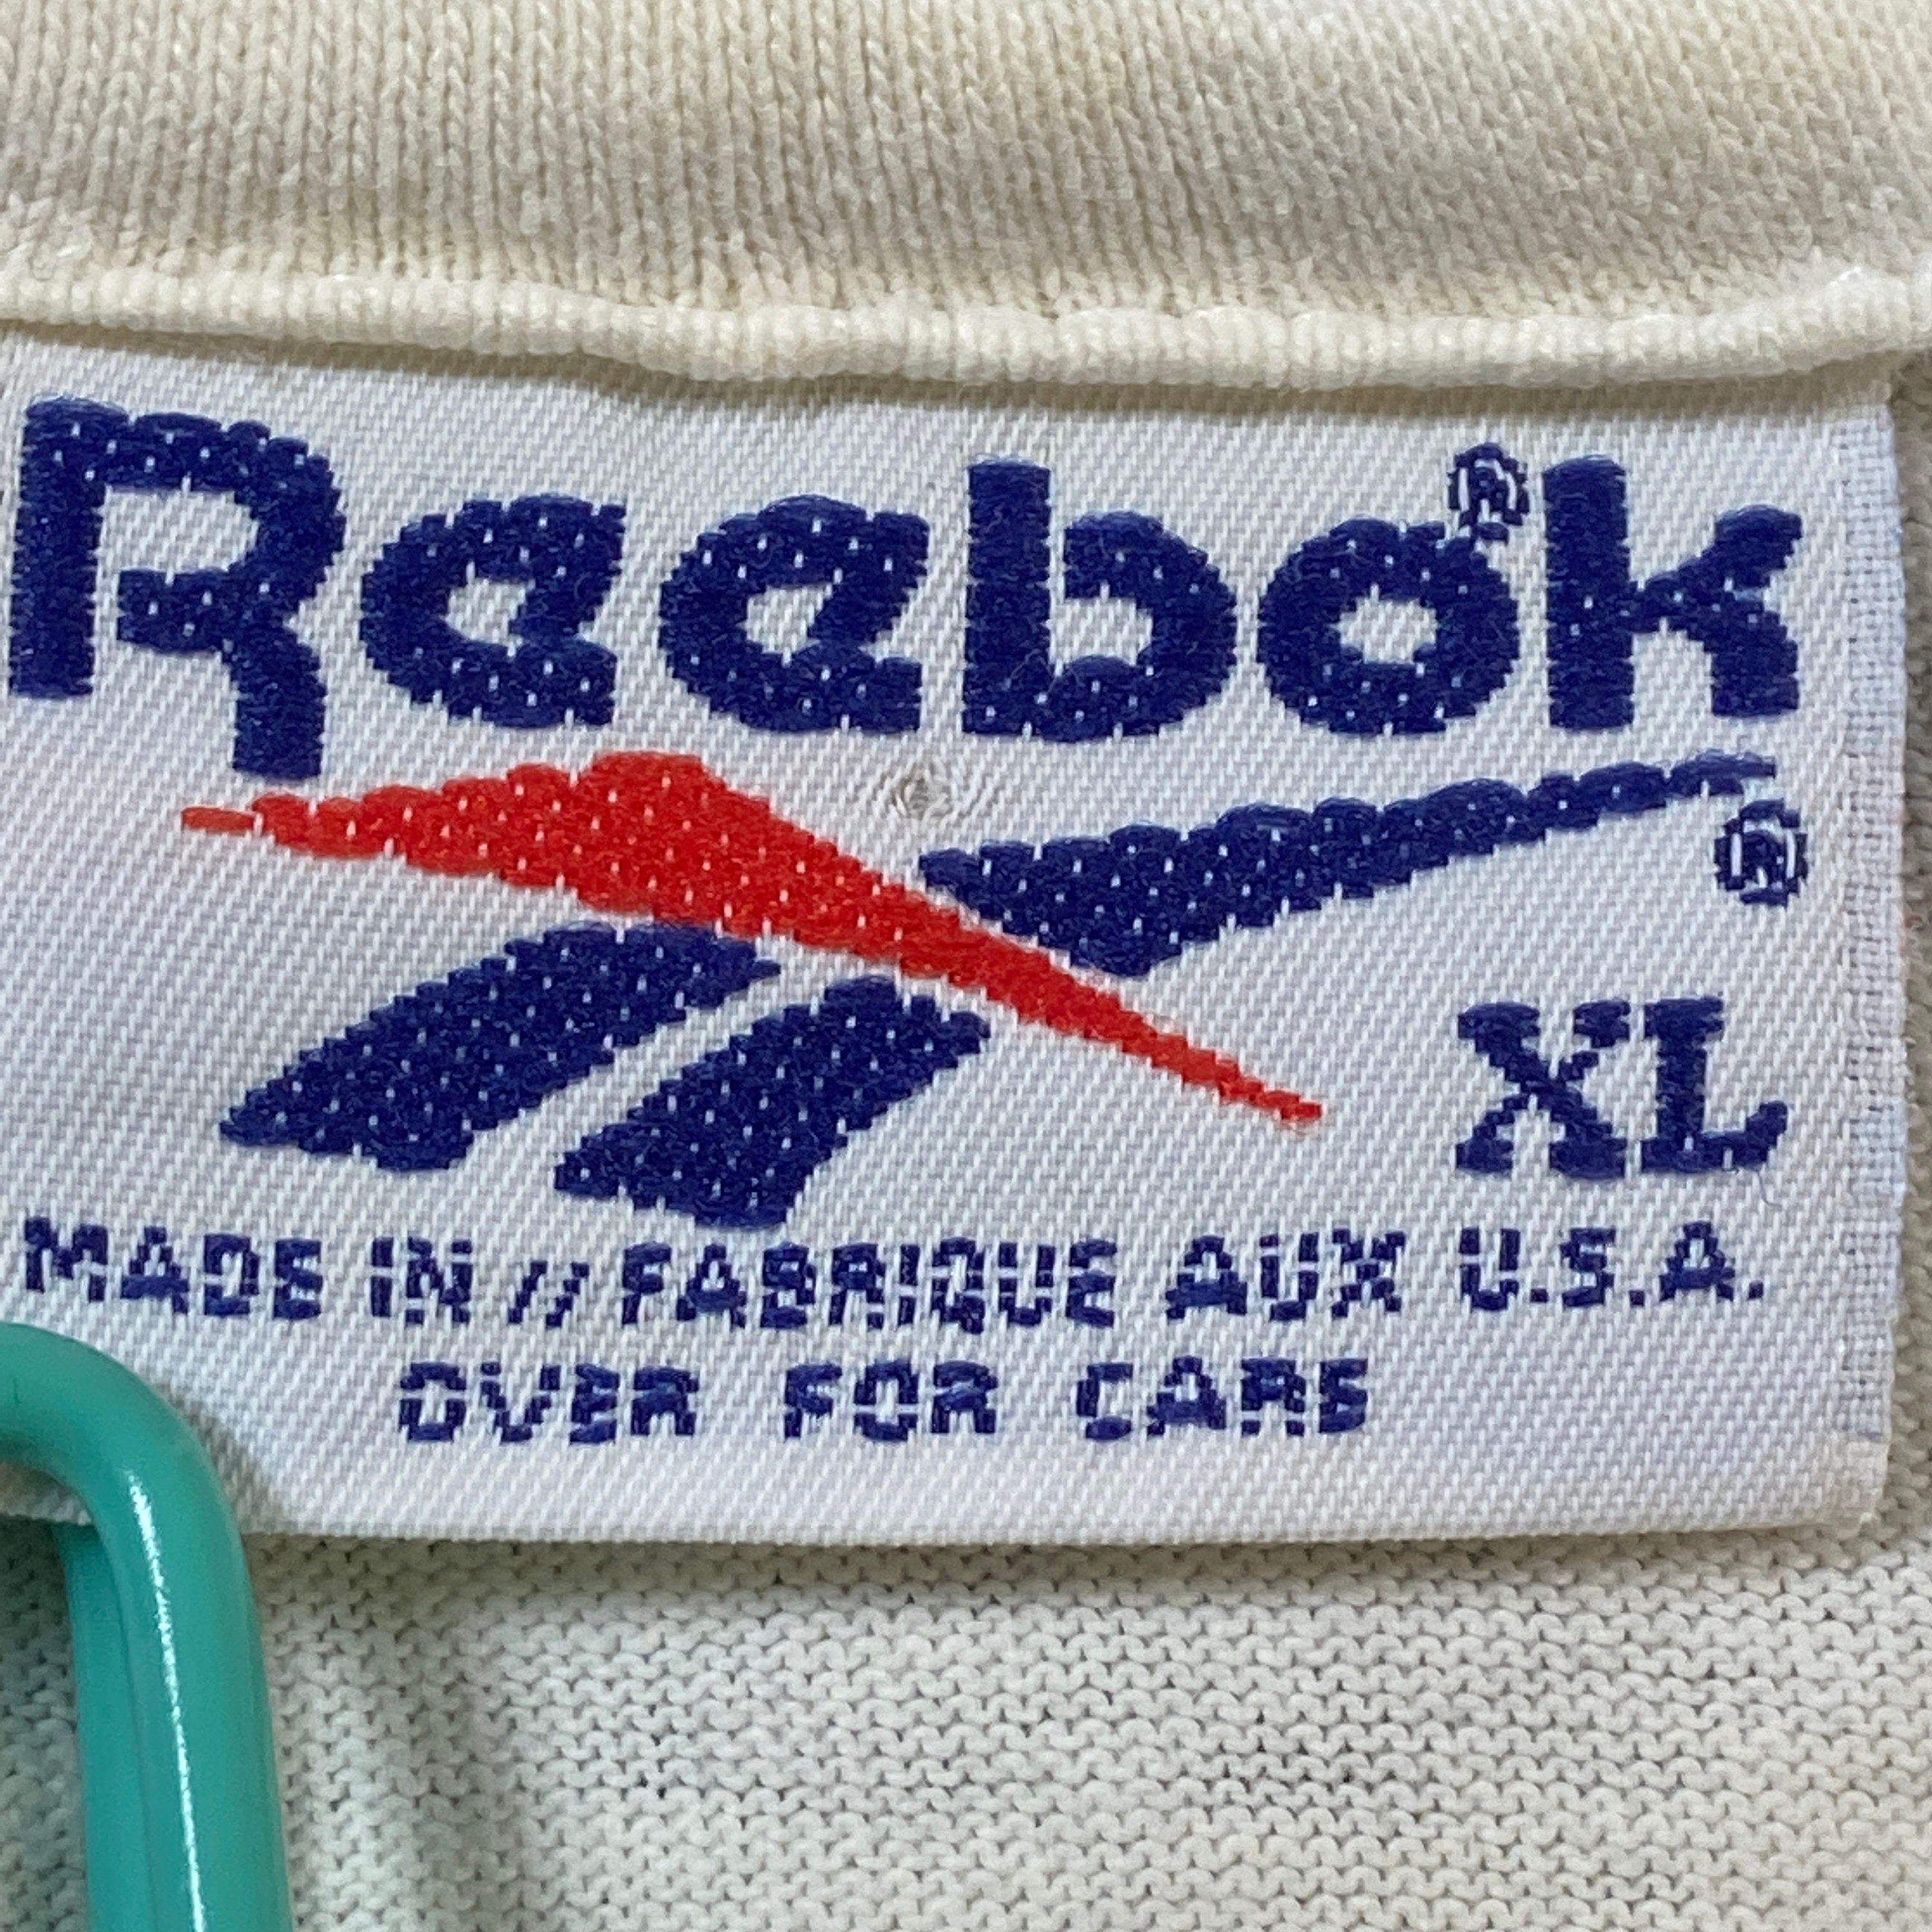 Reebok®
®
XL
MADE IN // FABRIQUE AUX U.S.A.
OVER FOR CARE